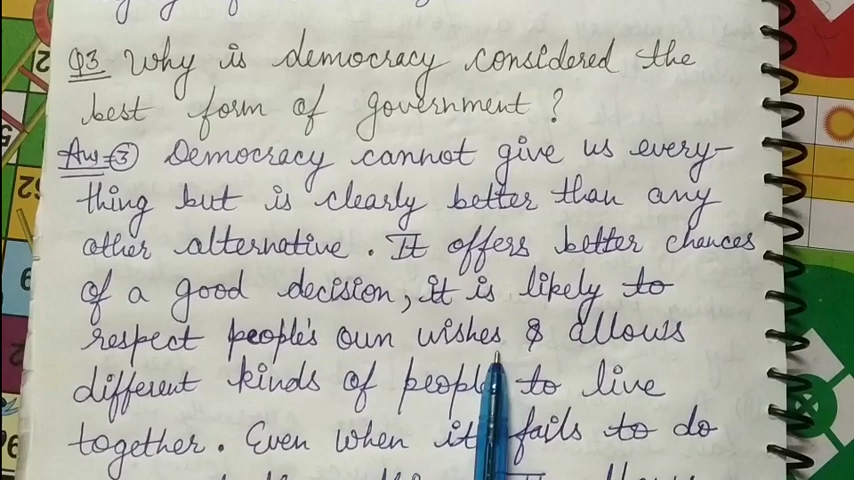 Q3 Why is democracy considered the
best form of government ?
Ans-③ Democracy cannot give us every-
thing but is clearly better than any
other alternative. It offers better chances
of a good decision, it is likely to
respect people's own wishes & allows
different kinds of people to live
together. Even when it fails to do